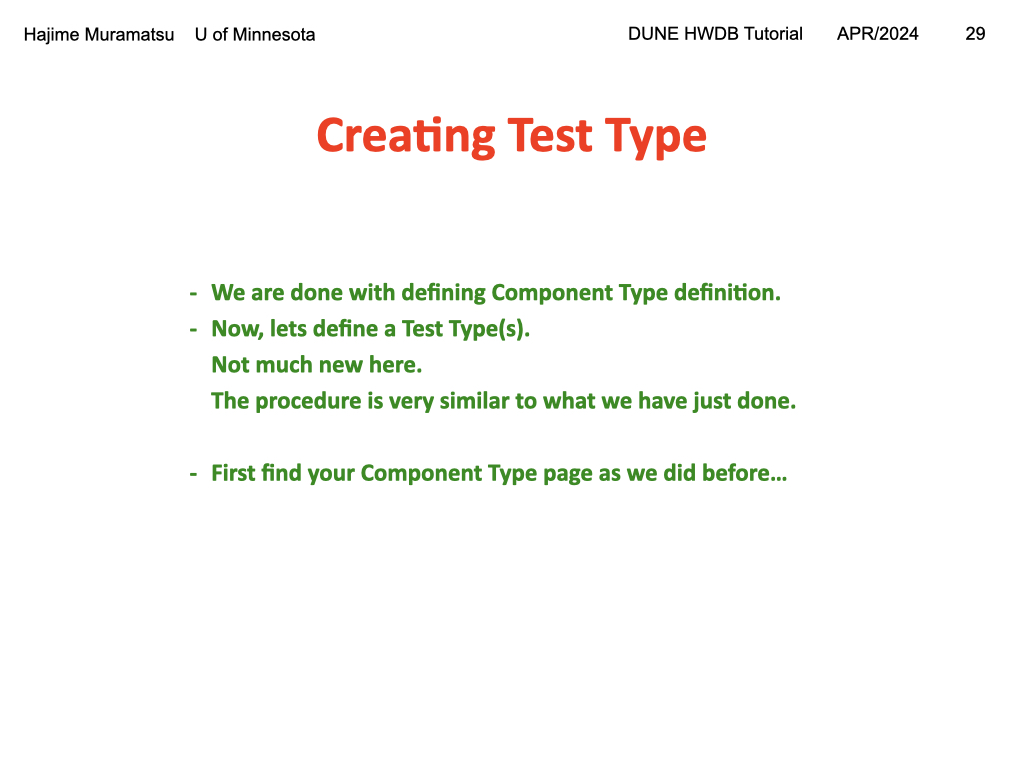 Hajime Muramatsu U of Minnesota DUNE HWDB Tutorial APR/2024 29
Creating Test Type
- We are done with defining Component Type definition.
- Now, lets define a Test Type(s).
Not much new here.
The procedure is very similar to what we have just done.
- First find your Component Type page as we did before…